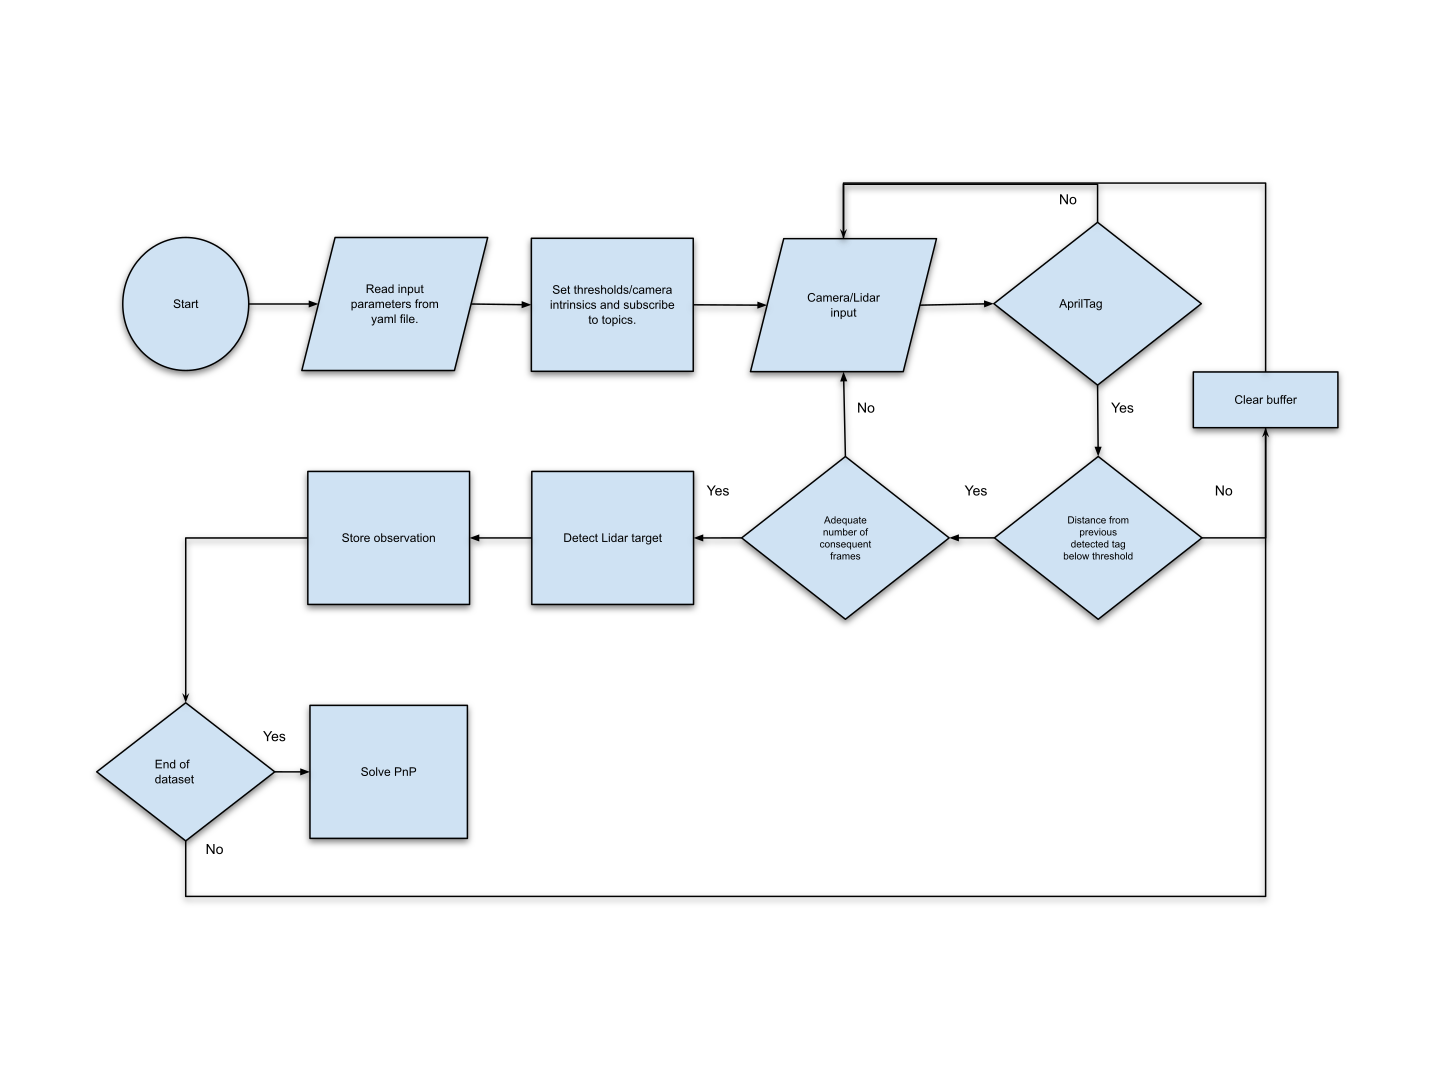 No
Start
Read input
parameters from
yaml file.
Set thresholds/camera
intrinsics and subscribe
to topics.
Camera/Lidar
input
AprilTag
No
Yes
Clear buffer
Store observation
Detect Lidar target
Yes
Adequate
number of
consequent
frames
Yes
Distance from
previous
detected tag
below threshold
No
End of
dataset
Yes
Solve PnP
No